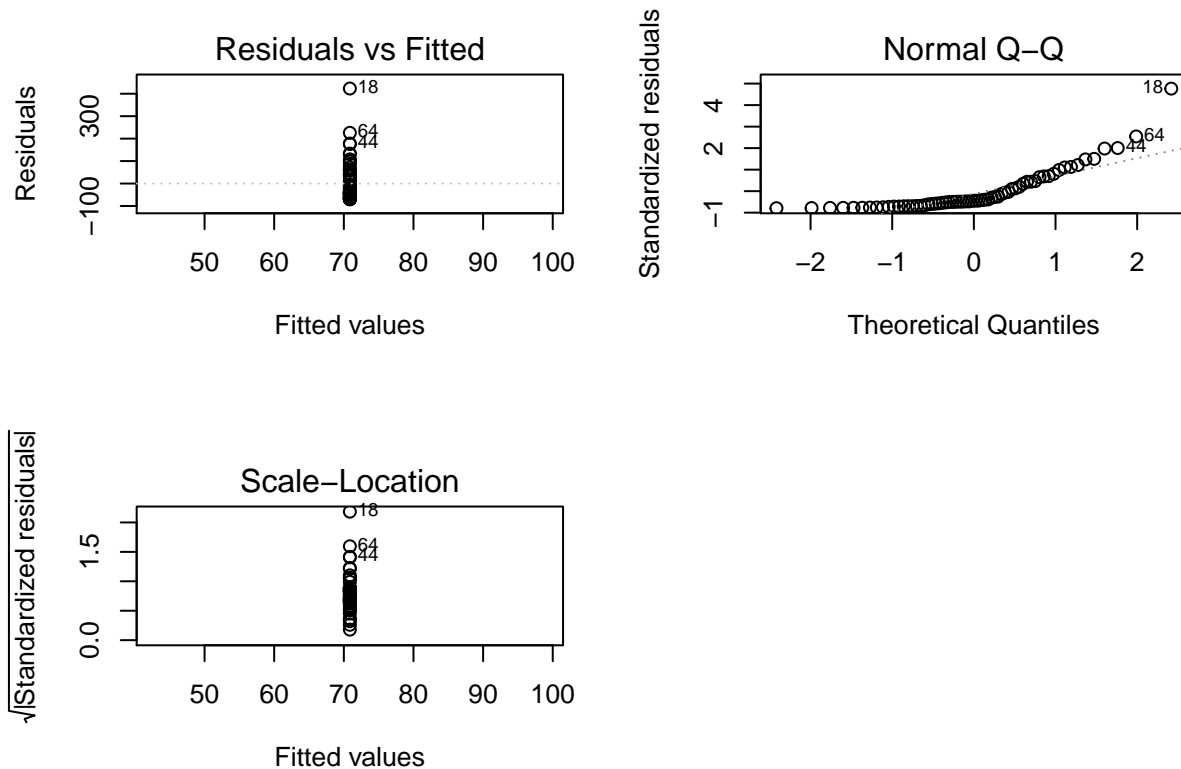 Residuals vs Fitted
Residuals
−100
300
18
64
44
50 60 70 80 90 100
Fitted values
Normal Q−Q
Standardized residuals
−1
2
4
18
64
44
−2 −1 0 1 2
Theoretical Quantiles
Scale−Location
√|Standardized residuals|
0.0
1.5
18
64
44
50 60 70 80 90 100
Fitted values